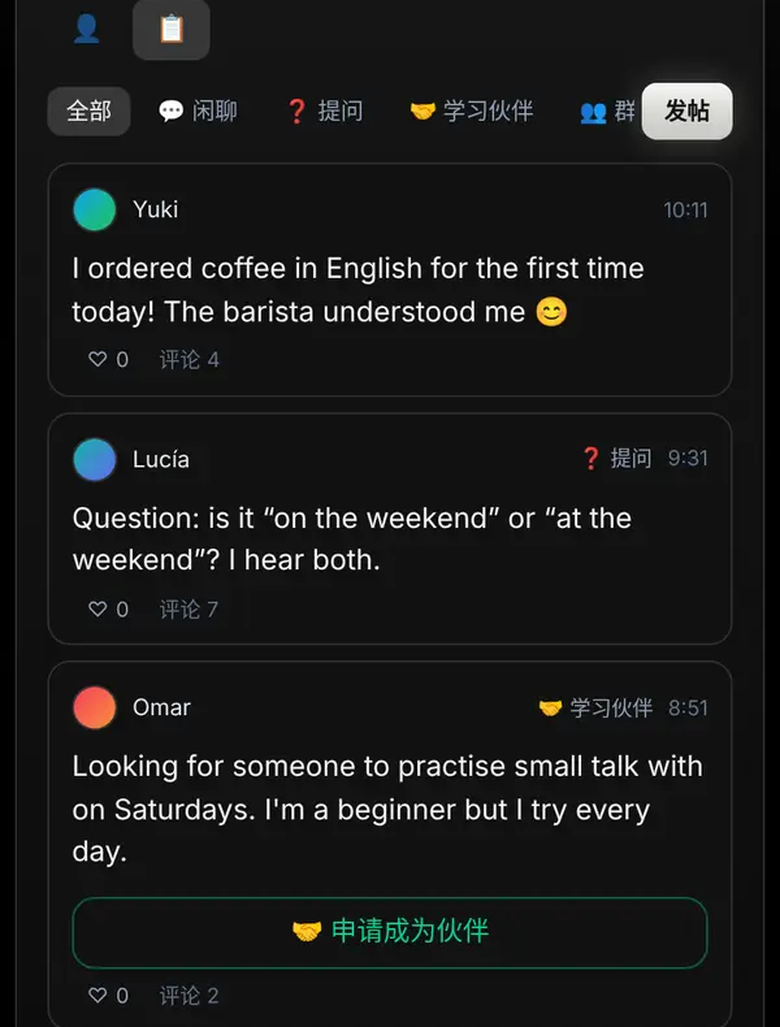 全部 💬 闲聊 ❓ 提问 🤝 学习伙伴 👥 群 发帖
Yuki 10:11
I ordered coffee in English for the first time
today! The barista understood me 😊
♡ 0 评论 4
Lucía ❓ 提问 9:31
Question: is it “on the weekend” or “at the
weekend”? I hear both.
♡ 0 评论 7
Omar 🤝 学习伙伴 8:51
Looking for someone to practise small talk with
on Saturdays. I'm a beginner but I try every
day.
🤝 申请成为伙伴
♡ 0 评论 2